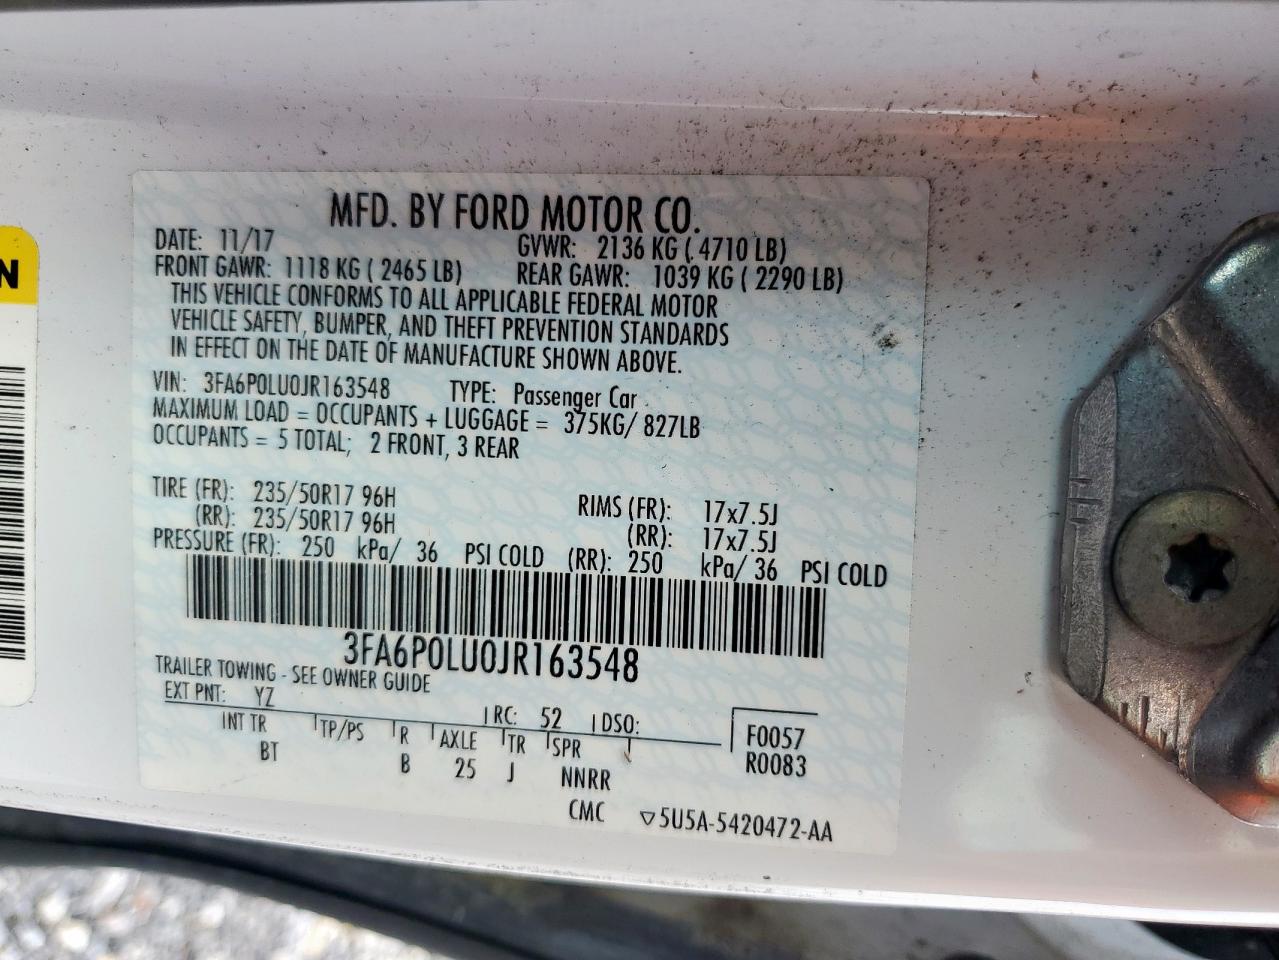 MFD. BY FORD MOTOR CO.
DATE: 11/17 GVWR: 2136 KG ( 4710 LB)
FRONT GAWR: 1118 KG ( 2465 LB) REAR GAWR: 1039 KG ( 2290 LB)
THIS VEHICLE CONFORMS TO ALL APPLICABLE FEDERAL MOTOR
VEHICLE SAFETY, BUMPER, AND THEFT PREVENTION STANDARDS
IN EFFECT ON THE DATE OF MANUFACTURE SHOWN ABOVE.
VIN: 3FA6P0LU0JR163548 TYPE: Passenger Car
MAXIMUM LOAD = OCCUPANTS + LUGGAGE = 375KG/ 827LB
OCCUPANTS = 5 TOTAL; 2 FRONT, 3 REAR
TIRE (FR): 235/50R17 96H RIMS (FR): 17x7.5J
(RR): 235/50R17 96H (RR): 17x7.5J
PRESSURE (FR): 250 kPa/ 36 PSI COLD (RR): 250 kPa/ 36 PSI COLD
3FA6P0LU0JR163548
TRAILER TOWING - SEE OWNER GUIDE
EXT PNT: YZ RC: 52 DSO:
INT TR TP/PS R AXLE TR SPR F0057
BT B 25 J NNRR R0083
CMC ▽5U5A-5420472-AA
N